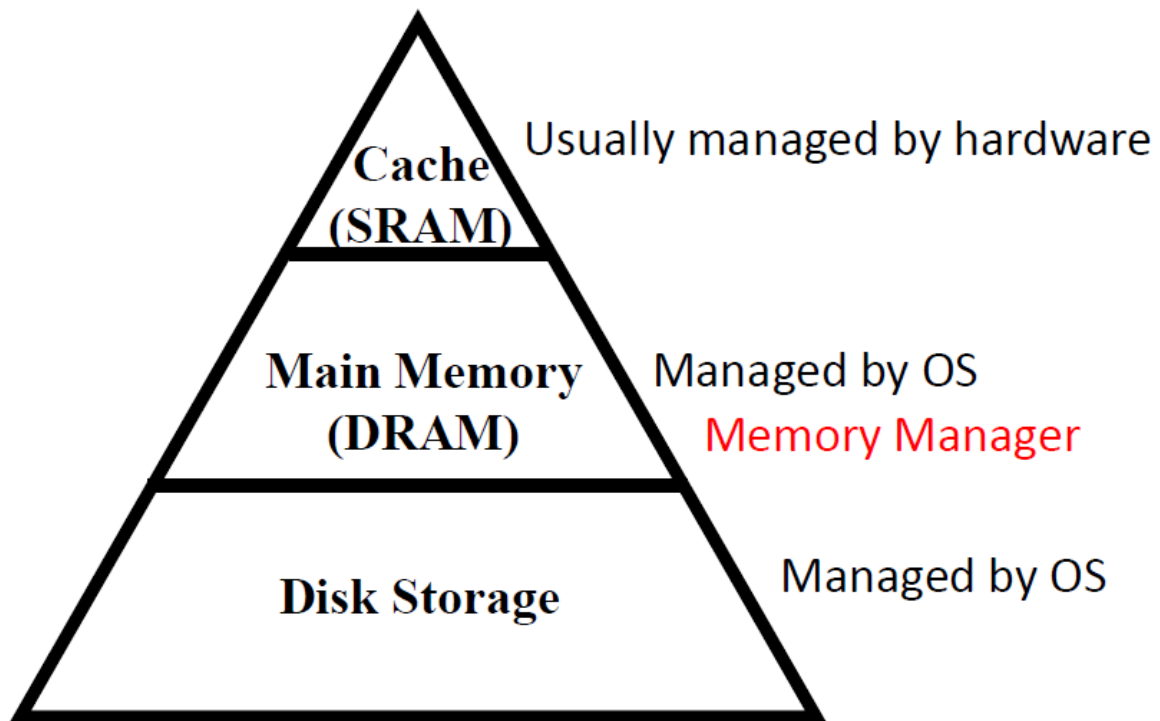 Cache
(SRAM)
Usually managed by hardware
Main Memory
(DRAM)
Managed by OS
Memory Manager
Disk Storage
Managed by OS